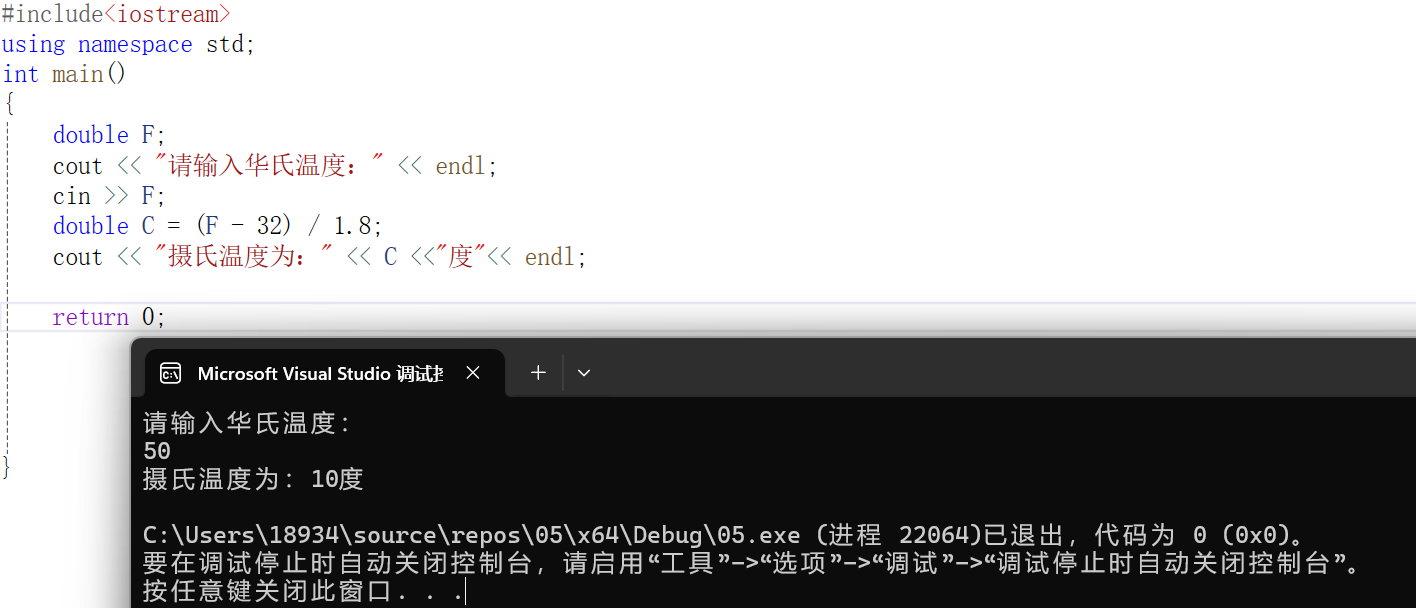 #include<iostream>
using namespace std;
int main()
{
double F;
cout << "请输入华氏温度：" << endl;
cin >> F;
double C = (F - 32) / 1.8;
cout << "摄氏温度为：" << C <<"度"<< endl;
return 0;
}
Microsoft Visual Studio 调试
请输入华氏温度：
50
摄氏温度为：10度
C:\Users\18934\source\repos\05\x64\Debug\05.exe (进程 22064)已退出，代码为 0 (0x0)。
要在调试停止时自动关闭控制台，请启用“工具”->“选项”->“调试”->“调试停止时自动关闭控制台”。
按任意键关闭此窗口. . .